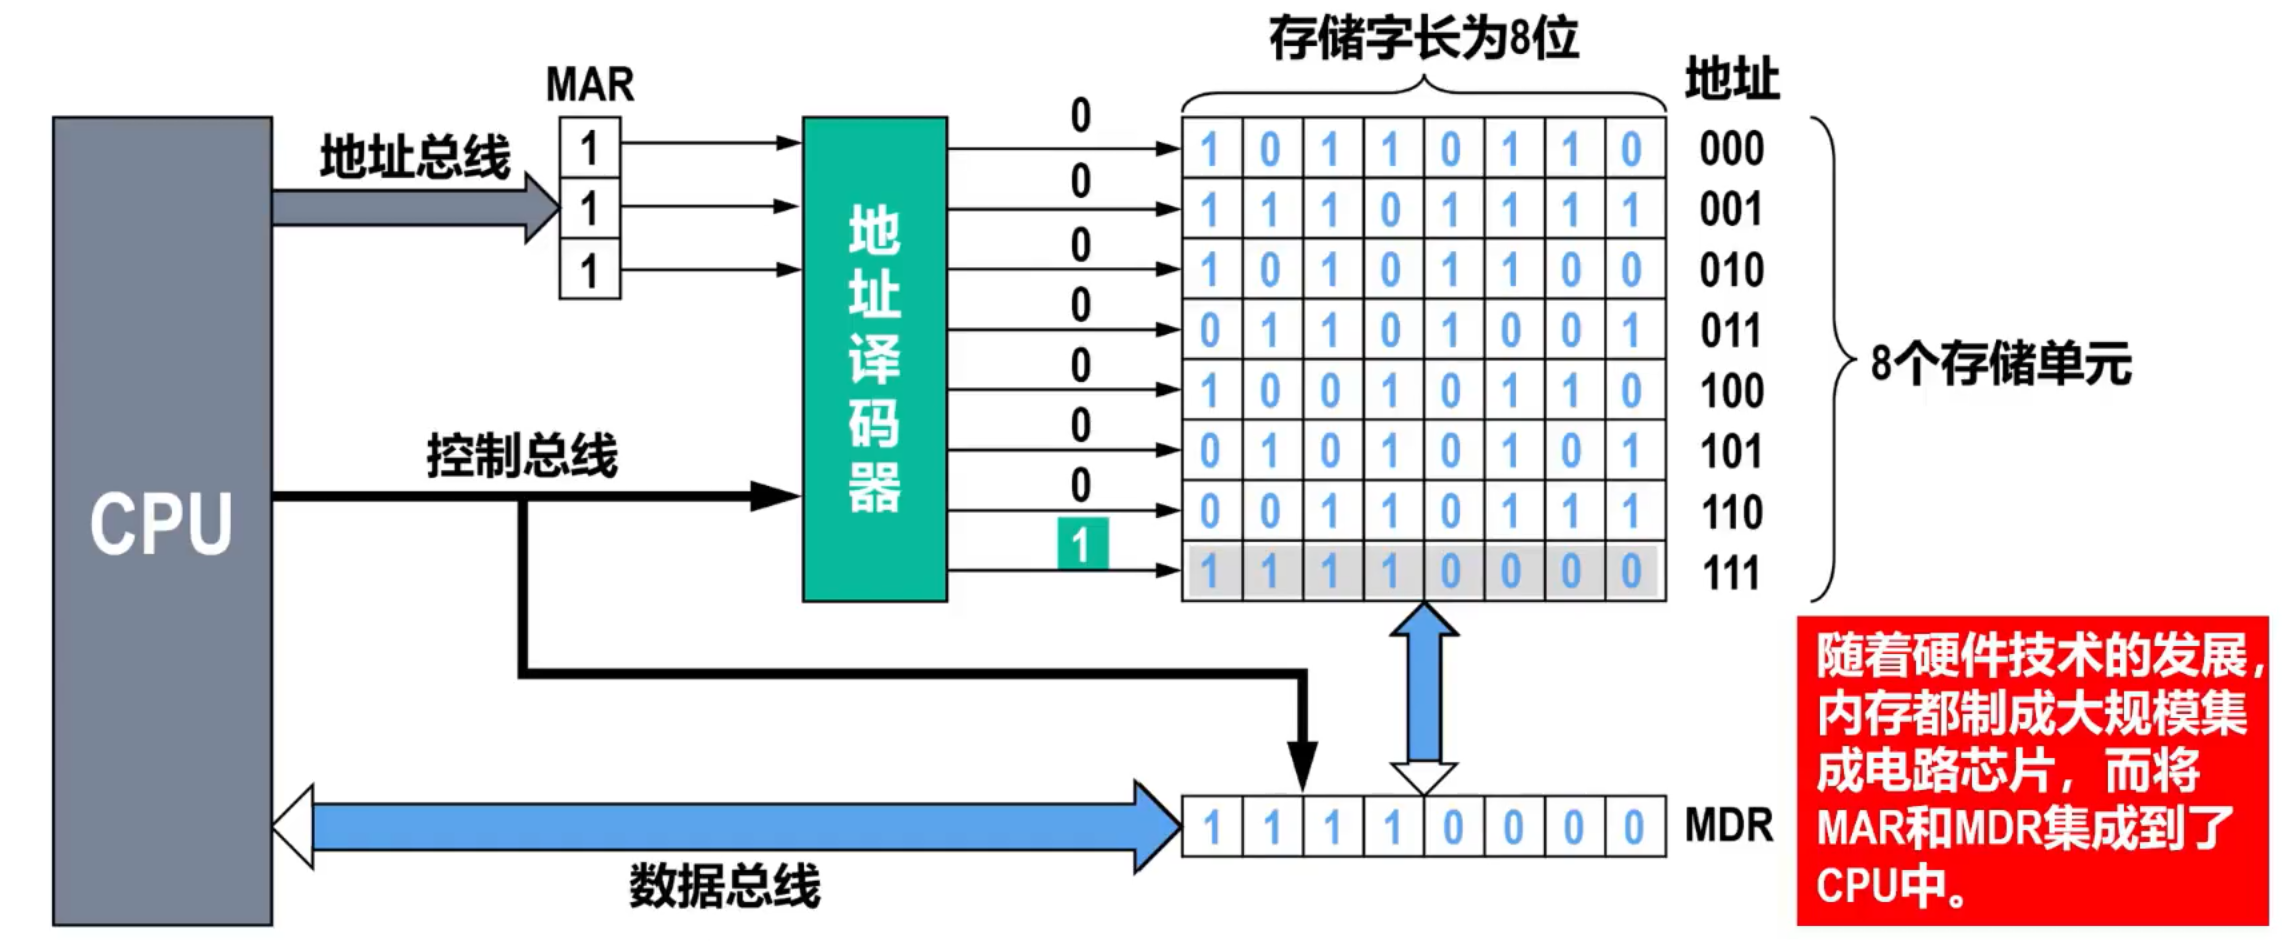 存储字长为8位
地址
MAR
地址总线
1
1
1
地址译码器
0
0
0
0
0
0
0
1
1 0 1 1 0 1 1 0 000
1 1 1 0 1 1 1 1 001
1 0 1 0 1 1 0 0 010
0 1 1 0 1 0 0 1 011
1 0 0 1 0 1 1 0 100
0 1 0 1 0 1 0 1 101
0 0 1 1 0 1 1 1 110
1 1 1 1 0 0 0 0 111
8个存储单元
控制总线
CPU
1 1 1 1 0 0 0 0 MDR
数据总线
随着硬件技术的发展,
内存都制成大规模集
成电路芯片，而将
MAR和MDR集成到了
CPU中。